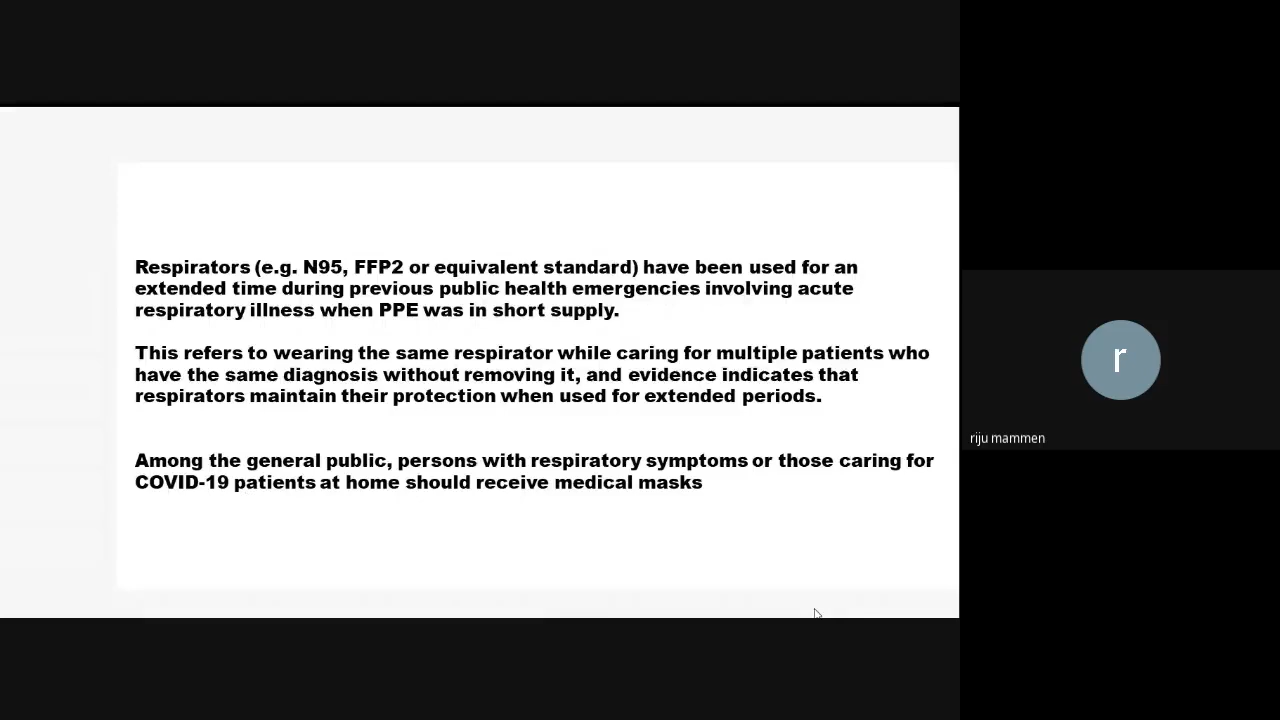 Respirators (e.g. N95, FFP2 or equivalent standard) have been used for an
extended time during previous public health emergencies involving acute
respiratory illness when PPE was in short supply.
This refers to wearing the same respirator while caring for multiple patients who
have the same diagnosis without removing it, and evidence indicates that
respirators maintain their protection when used for extended periods.
Among the general public, persons with respiratory symptoms or those caring for
COVID-19 patients at home should receive medical masks
r
riju mammen